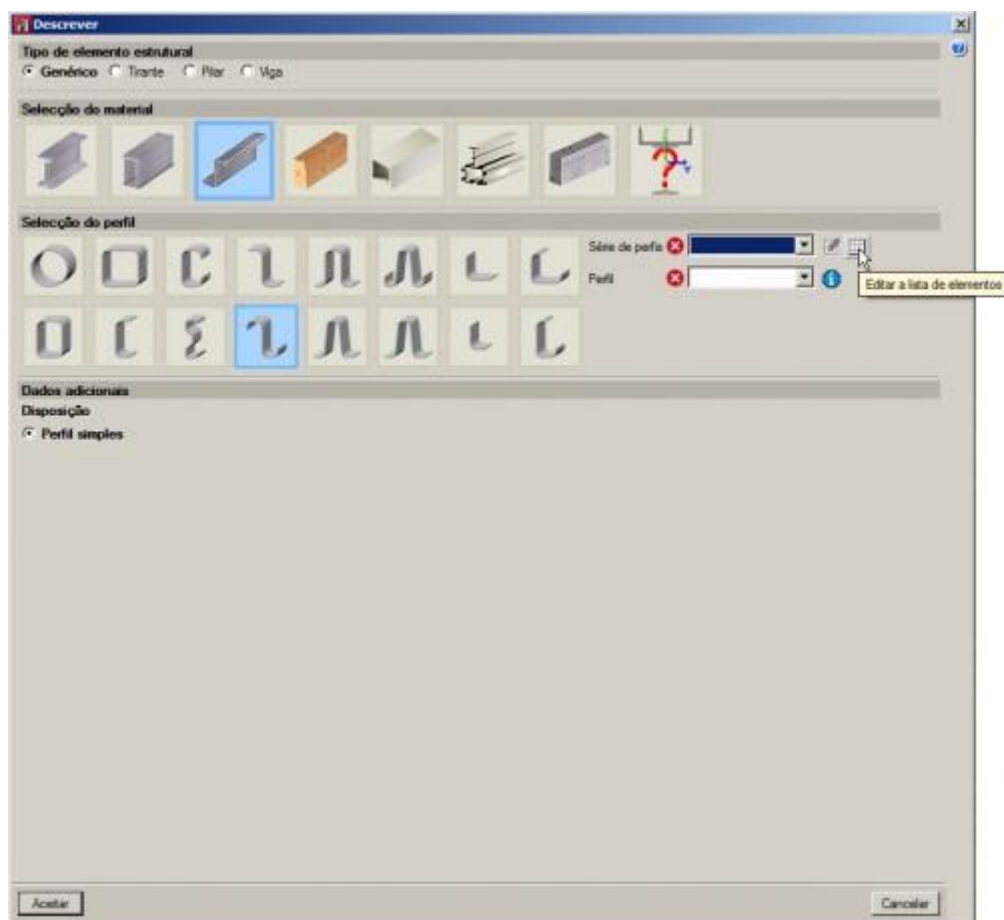 Descrever
Tipo de elemento estrutural
Genérico Tirante Pilar Viga
Selecção do material
Selecção do perfil
Série de perfis
Perfil
Editar a lista de elementos
Dados adicionais
Disposição
Perfil simples
Aceitar Cancelar